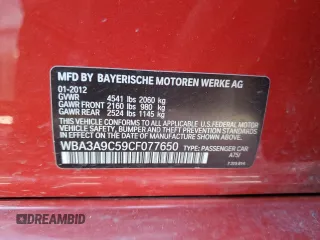 MFD BY BAYERISCHE MOTOREN WERKE AG
01-2012
GVWR 4541 lbs 2060 kg
GAWR FRONT 2160 lbs 980 kg
GAWR REAR 2524 lbs 1145 kg
THIS VEHICLE CONFORMS TO ALL APPLICABLE
FEDERAL MOTOR VEHICLE SAFETY, BUMPER,
AND THEFT PREVENTION STANDARDS IN EFFECT
ON THE DATE OF MANUFACTURE SHOWN ABOVE.
WBA3A9C59CF077650 TYPE: PASSENGER CAR
A75/
DREAMBID